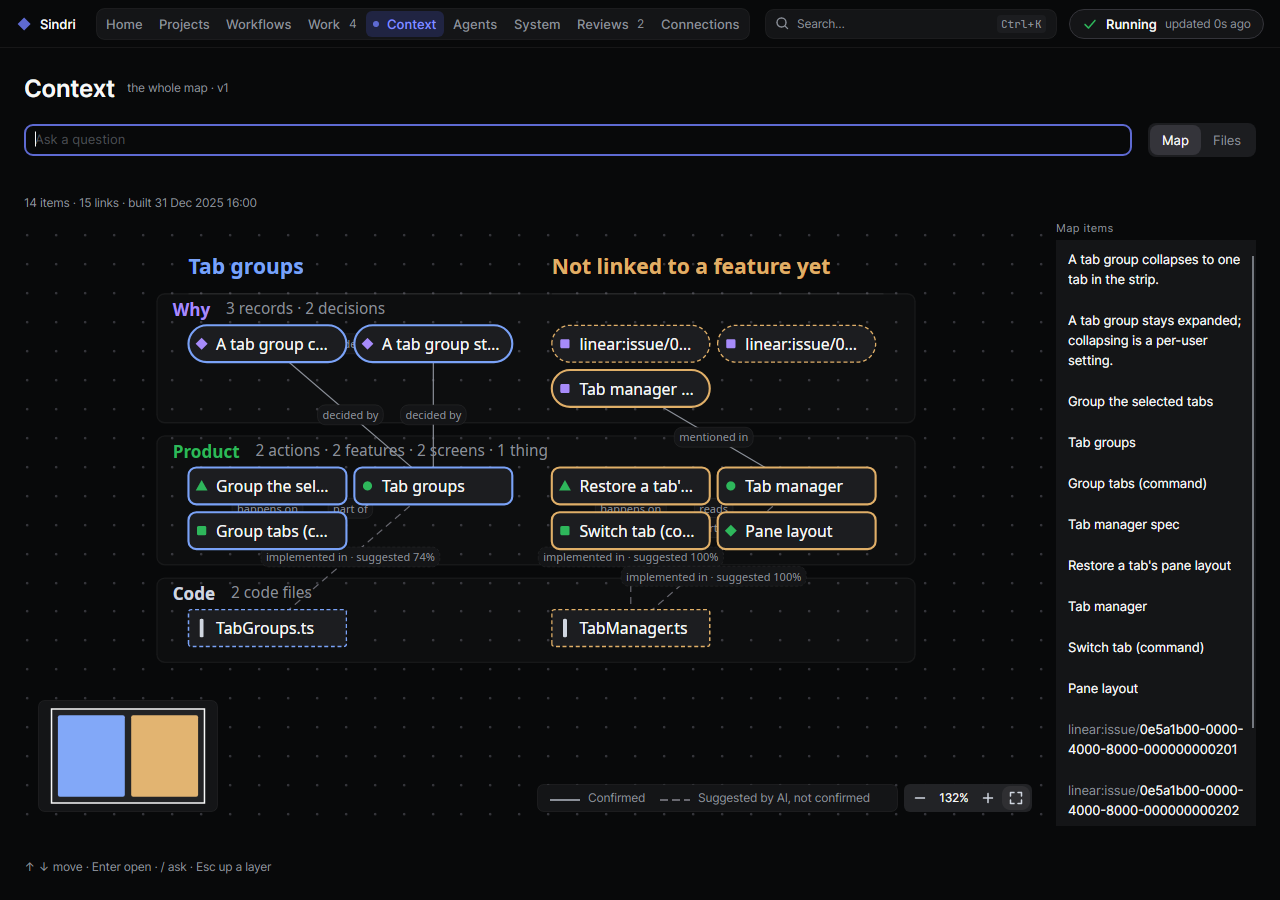 Sindri
Home Projects Workflows Work 4 Context Agents System Reviews 2 Connections
Search... Ctrl+K
Running updated 0s ago
Context the whole map · v1
Ask a question
Map Files
14 items · 15 links · built 31 Dec 2025 16:00
Tab groups
Not linked to a feature yet
Why 3 records · 2 decisions
A tab group c...
A tab group st...
linear:issue/0...
linear:issue/0...
Tab manager ...
decided by
decided by
mentioned in
Product 2 actions · 2 features · 2 screens · 1 thing
Group the sel...
Tab groups
Restore a tab'...
Tab manager
happens on
part of
happens on
reads
Group tabs (c...
Switch tab (co...
Pane layout
implemented in · suggested 74%
implemented in · suggested 100%
implemented in · suggested 100%
Code 2 code files
TabGroups.ts
TabManager.ts
Confirmed
Suggested by AI, not confirmed
132%
Map items
A tab group collapses to one
tab in the strip.
A tab group stays expanded;
collapsing is a per-user
setting.
Group the selected tabs
Tab groups
Group tabs (command)
Tab manager spec
Restore a tab's pane layout
Tab manager
Switch tab (command)
Pane layout
linear:issue/0e5a1b00-0000-
4000-8000-000000000201
linear:issue/0e5a1b00-0000-
4000-8000-000000000202
↑ ↓ move · Enter open · / ask · Esc up a layer